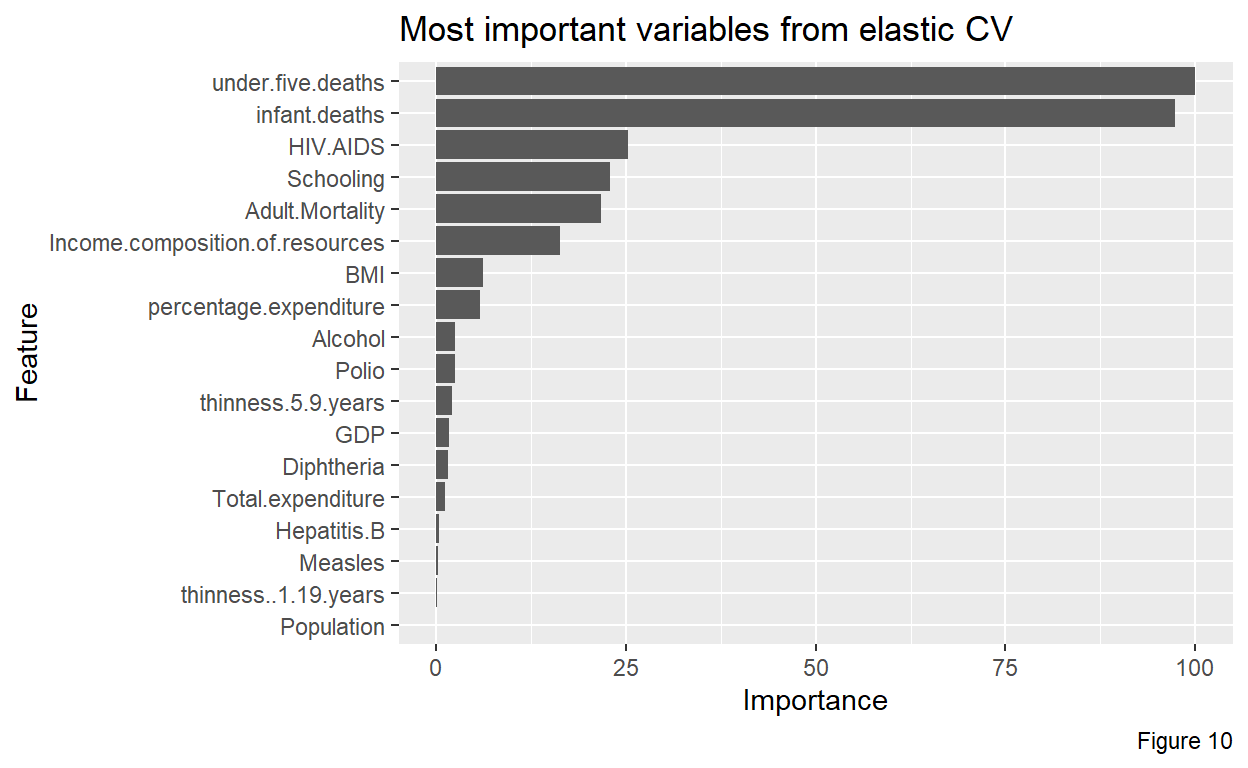 Most important variables from elastic CV
Feature
under.five.deaths
infant.deaths
HIV.AIDS
Schooling
Adult.Mortality
Income.composition.of.resources
BMI
percentage.expenditure
Alcohol
Polio
thinness.5.9.years
GDP
Diphtheria
Total.expenditure
Hepatitis.B
Measles
thinness..1.19.years
Population
0 25 50 75 100
Importance
Figure 10